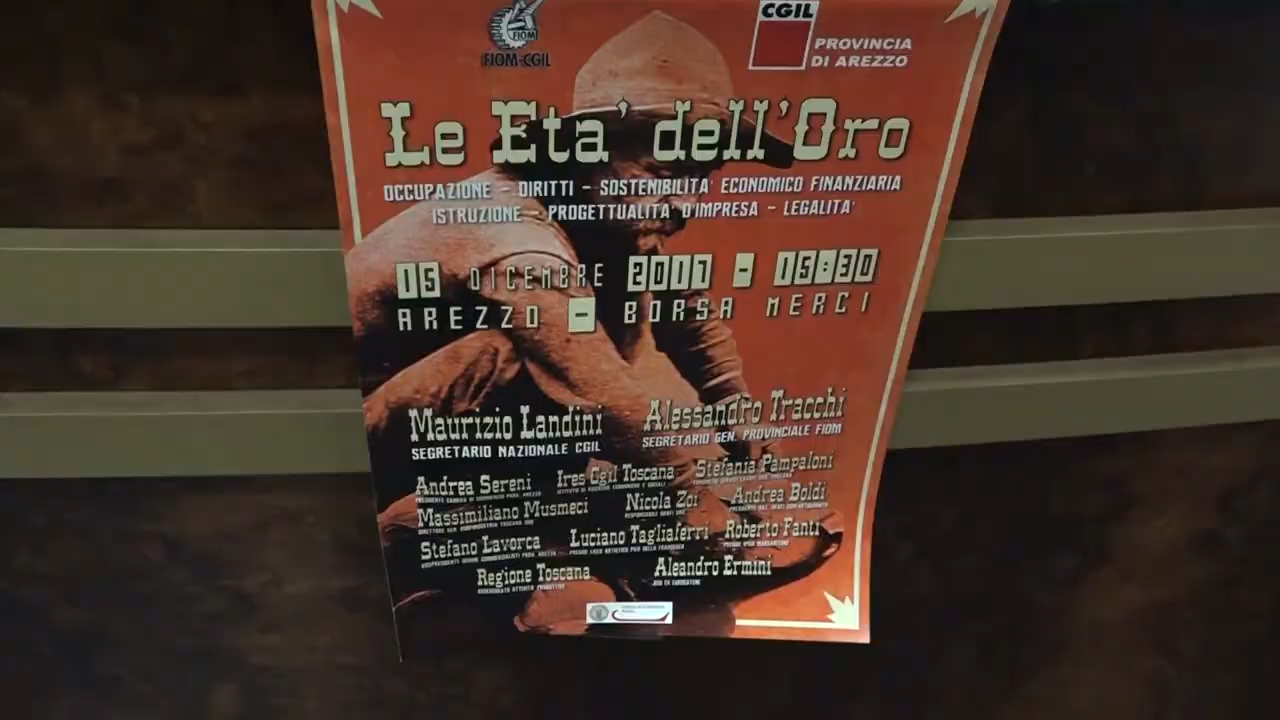 FIOM
FIOM-CGIL
CGIL
PROVINCIA
DI AREZZO
Le Eta' dell'Oro
OCCUPAZIONE - DIRITTI - SOSTENIBILITA' ECONOMICO FINANZIARIA
ISTRUZIONE - PROGETTUALITA' D'IMPRESA - LEGALITA'
15 DICEMBRE 2017 - 15:30
AREZZO - BORSA MERCI
Maurizio Landini
SEGRETARIO NAZIONALE CGIL
Alessandro Tracchi
SEGRETARIO GEN. PROVINCIALE FIOM
Andrea Sereni
Ires Cgil Toscana
Stefania Pampaloni
Massimiliano Musmeci
Nicola Zoi
Andrea Boldi
Stefano Lavorca
Luciano Tagliaferri
Roberto Fanti
Regione Toscana
Aleandro Ermini